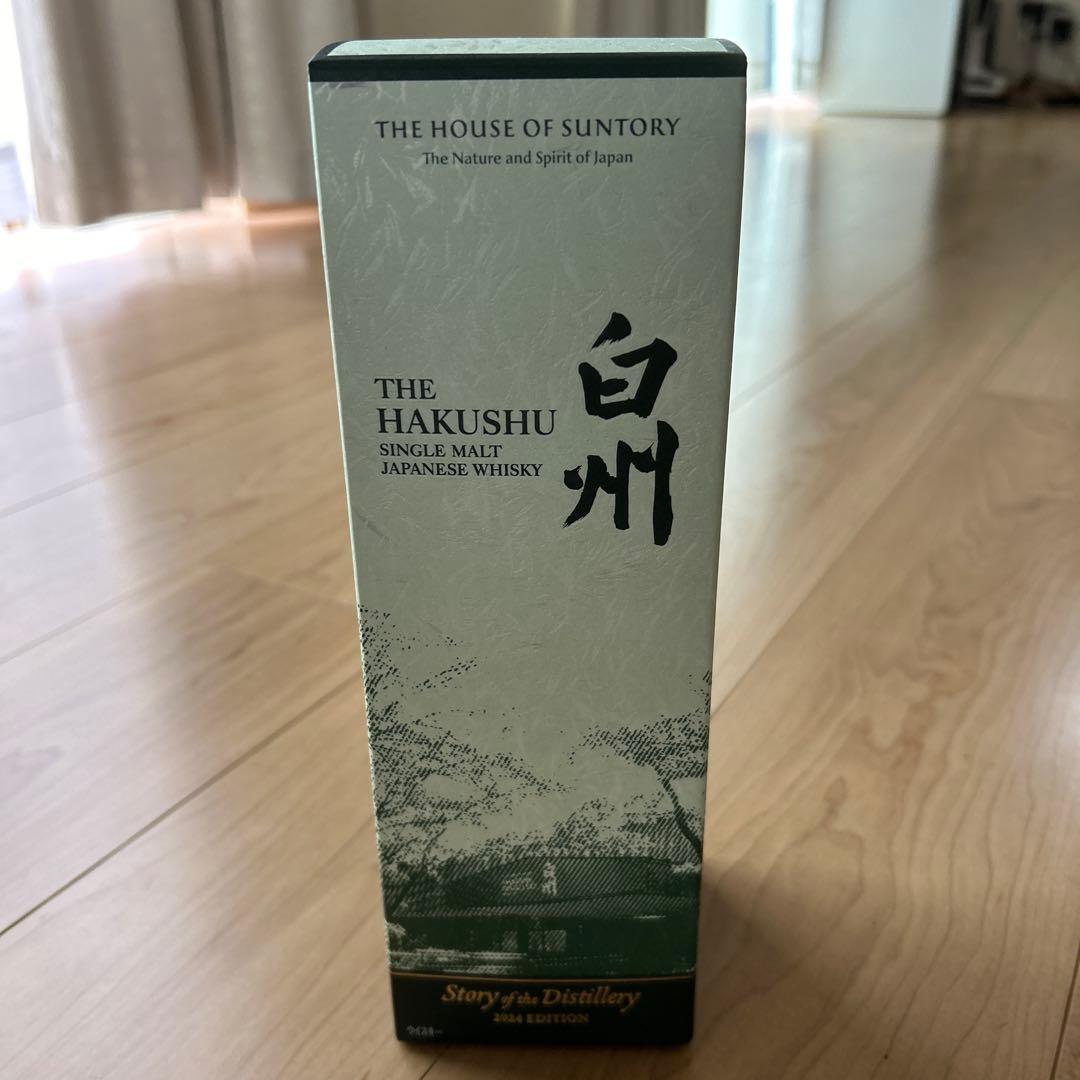 THE HOUSE OF SUNTORY
The Nature and Spirit of Japan
THE
HAKUSHU
SINGLE MALT
JAPANESE WHISKY
白州
Story of the Distillery
2024 EDITION